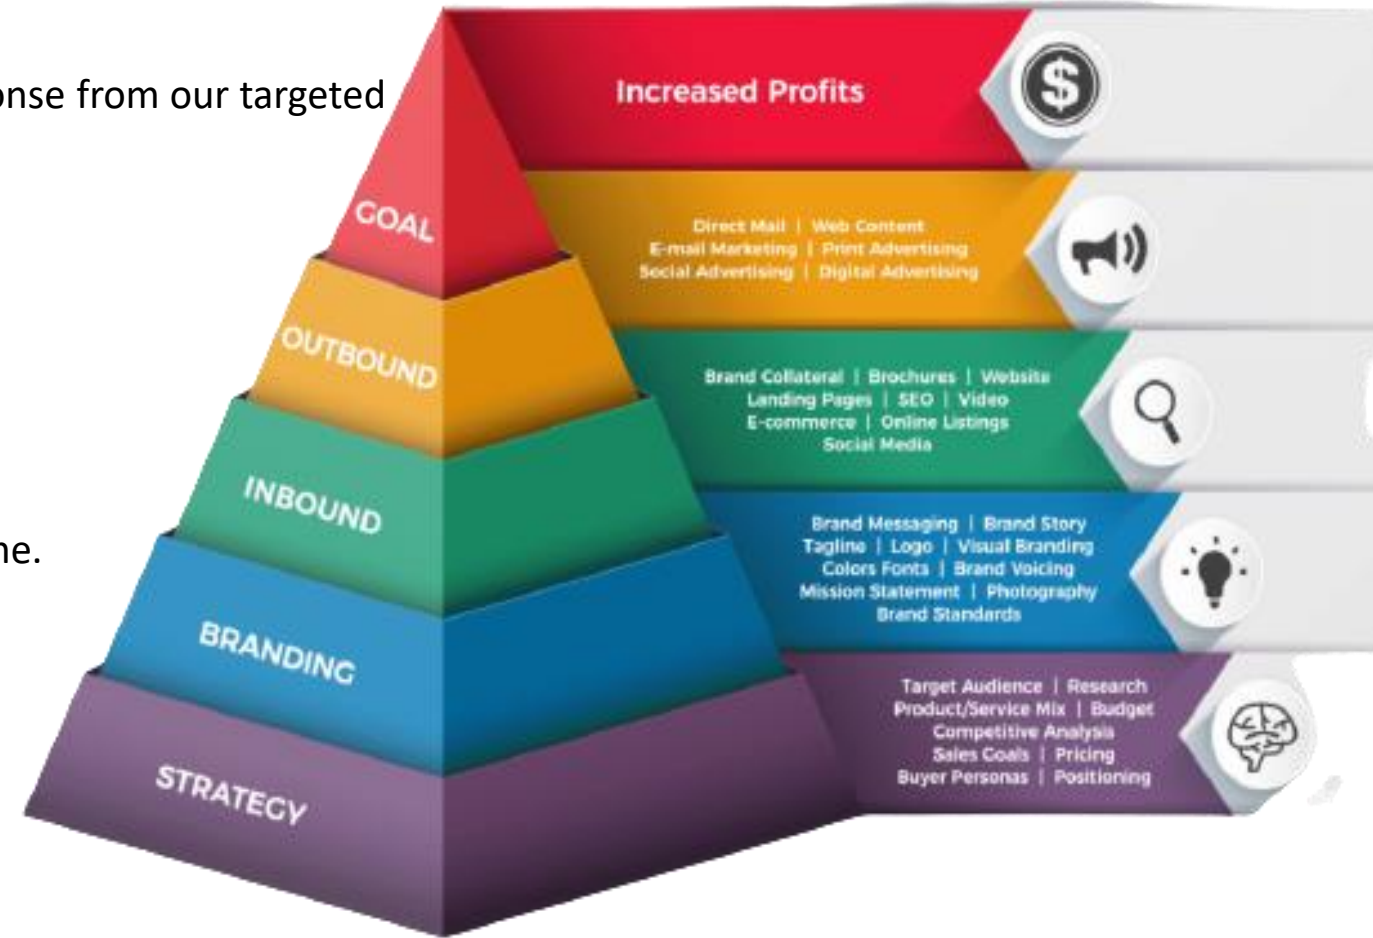 onse from our targeted
ne.
GOAL
Increased Profits
OUTBOUND
Direct Mail | Web Content
E-mail Marketing | Print Advertising
Social Advertising | Digital Advertising
INBOUND
Brand Collateral | Brochures | Website
Landing Pages | SEO | Video
E-commerce | Online Listings
Social Media
BRANDING
Brand Messaging | Brand Story
Tagline | Logo | Visual Branding
Colors Fonts | Brand Voicing
Mission Statement | Photography
Brand Standards
STRATEGY
Target Audience | Research
Product/Service Mix | Budget
Competitive Analysis
Sales Goals | Pricing
Buyer Personas | Positioning
$